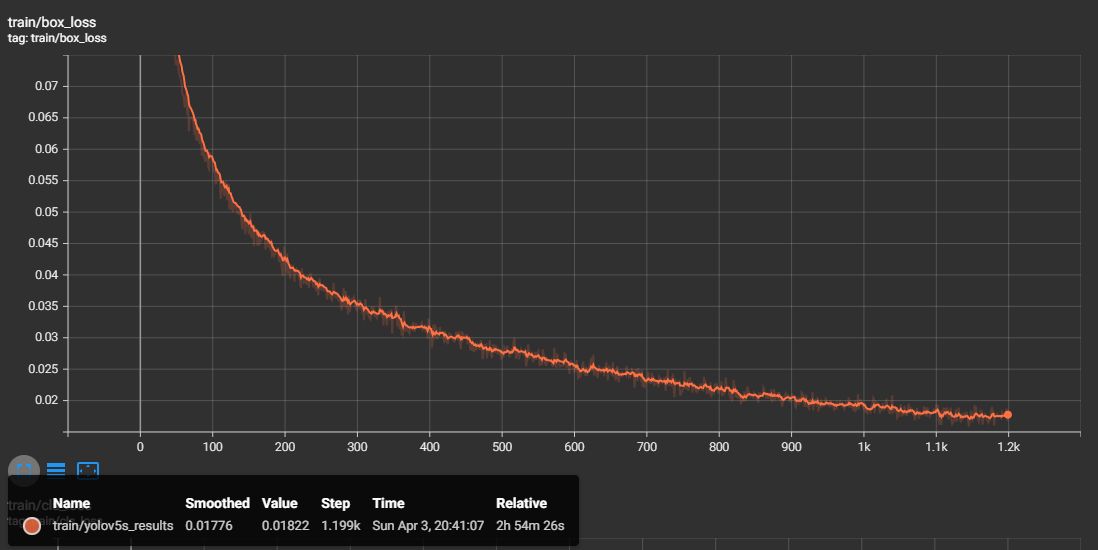 train/box_loss
tag: train/box_loss
0.07
0.065
0.06
0.055
0.05
0.045
0.04
0.035
0.03
0.025
0.02
0 100 200 300 400 500 600 700 800 900 1k 1.1k 1.2k
Name Smoothed Value Step Time Relative
train/yolov5s_results 0.01776 0.01822 1.199k Sun Apr 3, 20:41:07 2h 54m 26s